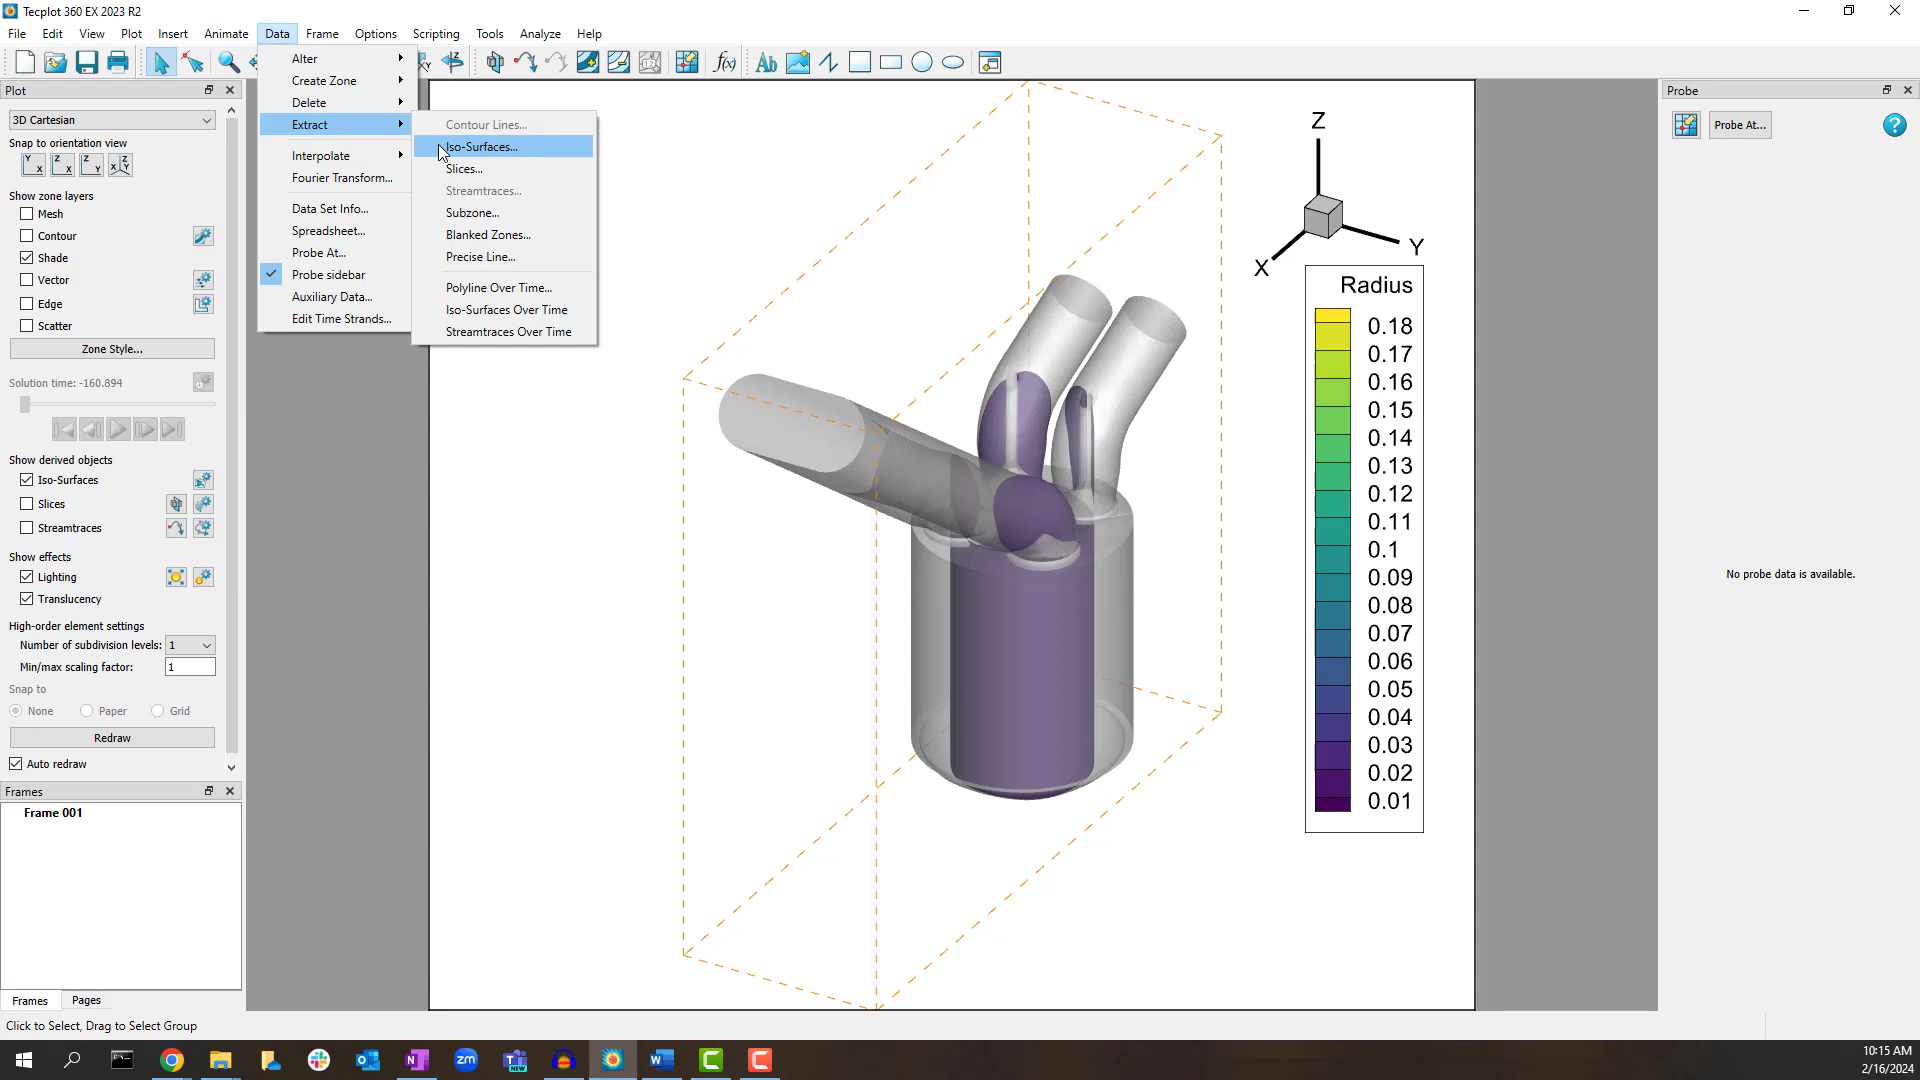 Tecplot 360 EX 2023 R2
File Edit View Plot Insert Animate Data Frame Options Scripting Tools Analyze Help
Plot
3D Cartesian
Snap to orientation view
Show zone layers
Mesh
Contour
Shade
Vector
Edge
Scatter
Zone Style...
Solution time: -160.894
Show derived objects
Iso-Surfaces
Slices
Streamtraces
Show effects
Lighting
Translucency
High-order element settings
Number of subdivision levels: 1
Min/max scaling factor: 1
Snap to
None Paper Grid
Redraw
Auto redraw
Frames
Frame 001
Frames Pages
Click to Select, Drag to Select Group
Alter
Create Zone
Delete
Extract
Interpolate
Fourier Transform...
Data Set Info...
Spreadsheet...
Probe At...
Probe sidebar
Auxiliary Data...
Edit Time Strands...
Contour Lines...
Iso-Surfaces...
Slices...
Streamtraces...
Subzone...
Blanked Zones...
Precise Line...
Polyline Over Time...
Iso-Surfaces Over Time
Streamtraces Over Time
Z
X
Y
Radius
0.18
0.17
0.16
0.15
0.14
0.13
0.12
0.11
0.1
0.09
0.08
0.07
0.06
0.05
0.04
0.03
0.02
0.01
Probe
Probe At...
No probe data is available.
10:15 AM
2/16/2024